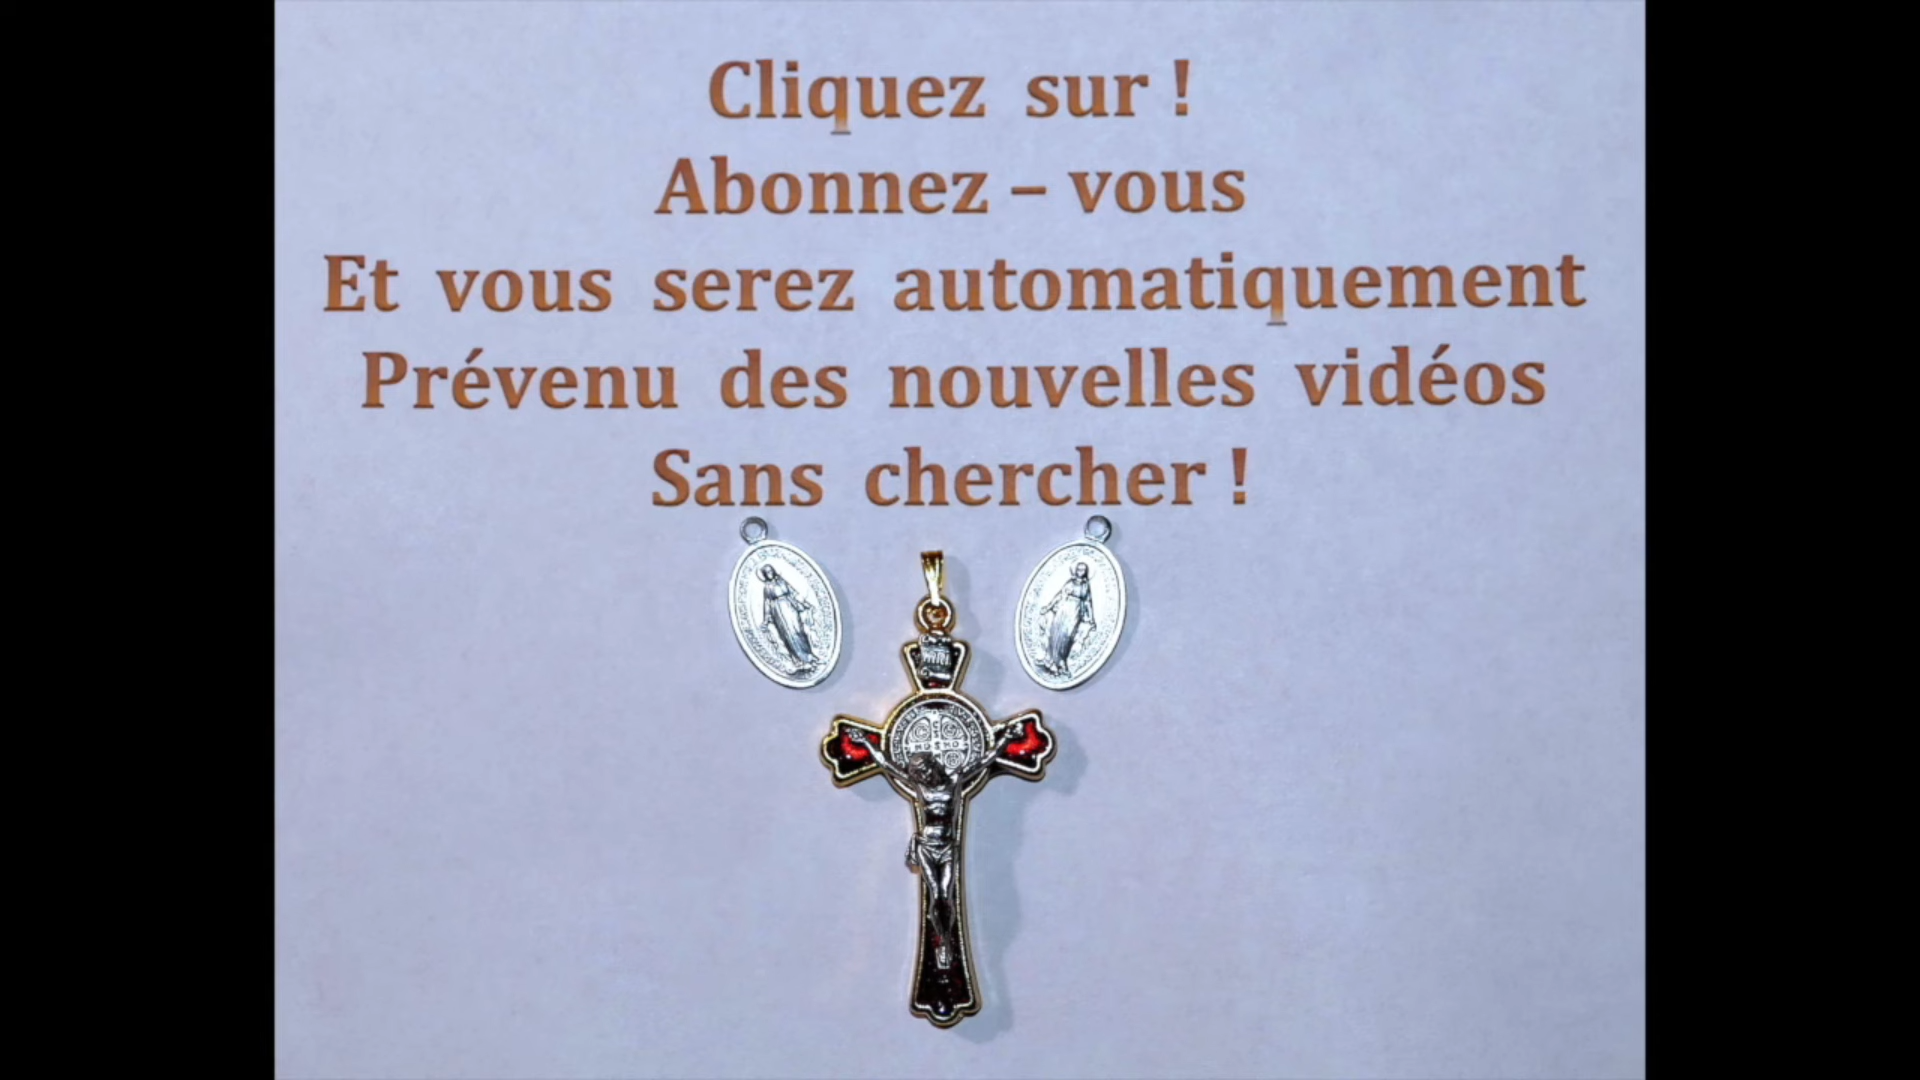 Cliquez sur !
Abonnez – vous
Et vous serez automatiquement
Prévenu des nouvelles vidéos
Sans chercher !